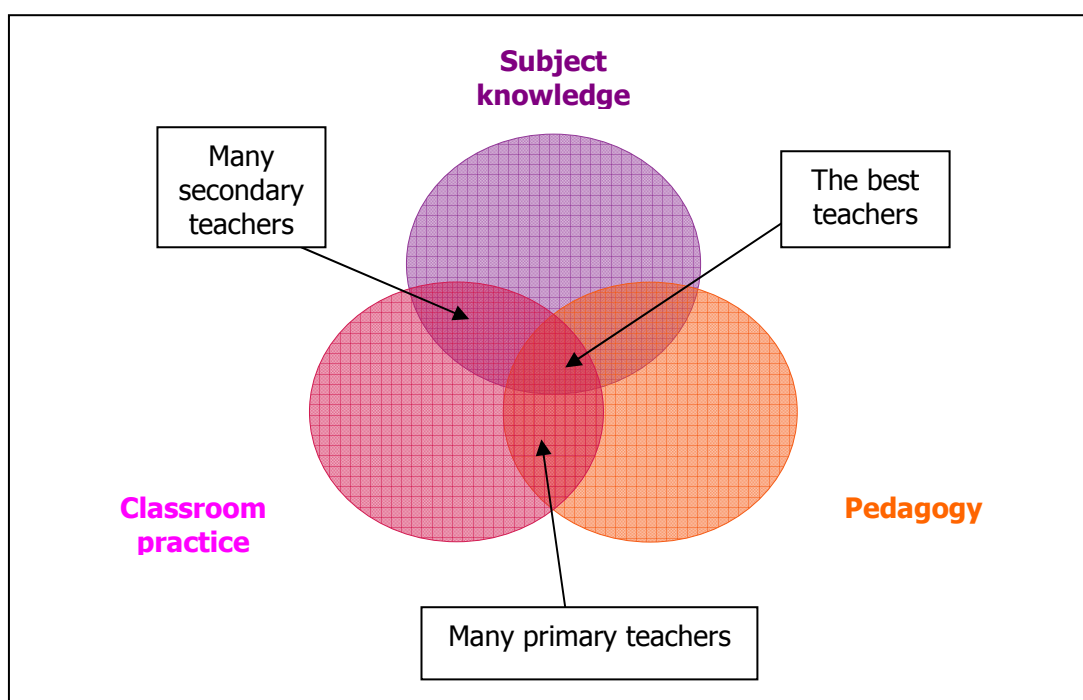 Subject
knowledge
Many
secondary
teachers
The best
teachers
Classroom
practice
Pedagogy
Many primary teachers